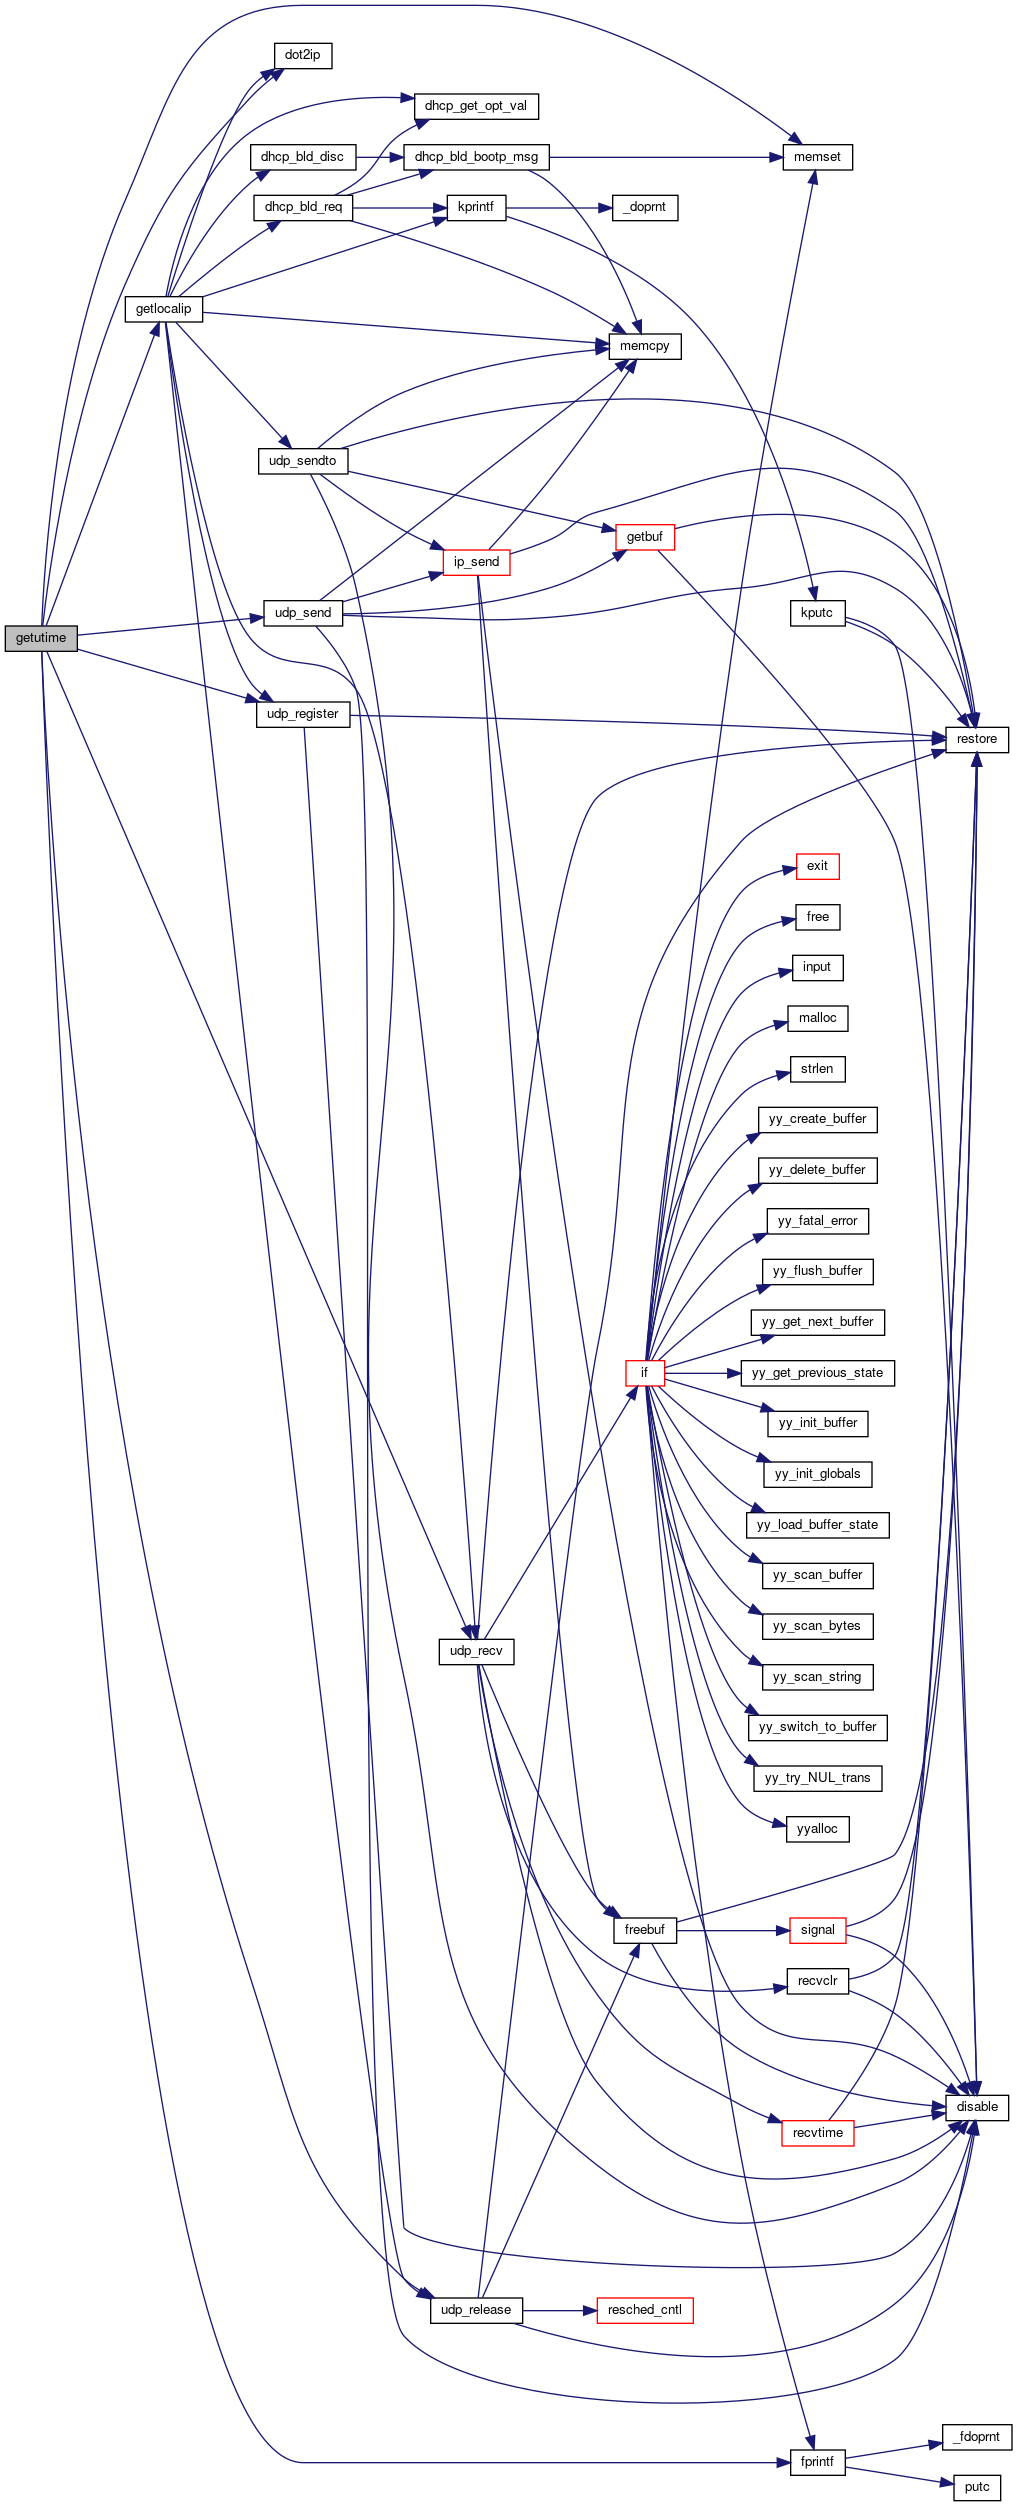 dot2ip
dhcp_get_opt_val
dhcp_bld_disc
dhcp_bld_bootp_msg
memset
dhcp_bld_req
kprintf
_doprnt
getlocalip
memcpy
udp_sendto
getbuf
ip_send
udp_send
kputc
getutime
udp_register
restore
exit
free
input
malloc
strlen
yy_create_buffer
yy_delete_buffer
yy_fatal_error
yy_flush_buffer
yy_get_next_buffer
if
yy_get_previous_state
yy_init_buffer
yy_init_globals
yy_load_buffer_state
yy_scan_buffer
yy_scan_bytes
udp_recv
yy_scan_string
yy_switch_to_buffer
yy_try_NUL_trans
yyalloc
freebuf
signal
recvclr
disable
recvtime
udp_release
resched_cntl
_fdoprnt
fprintf
putc